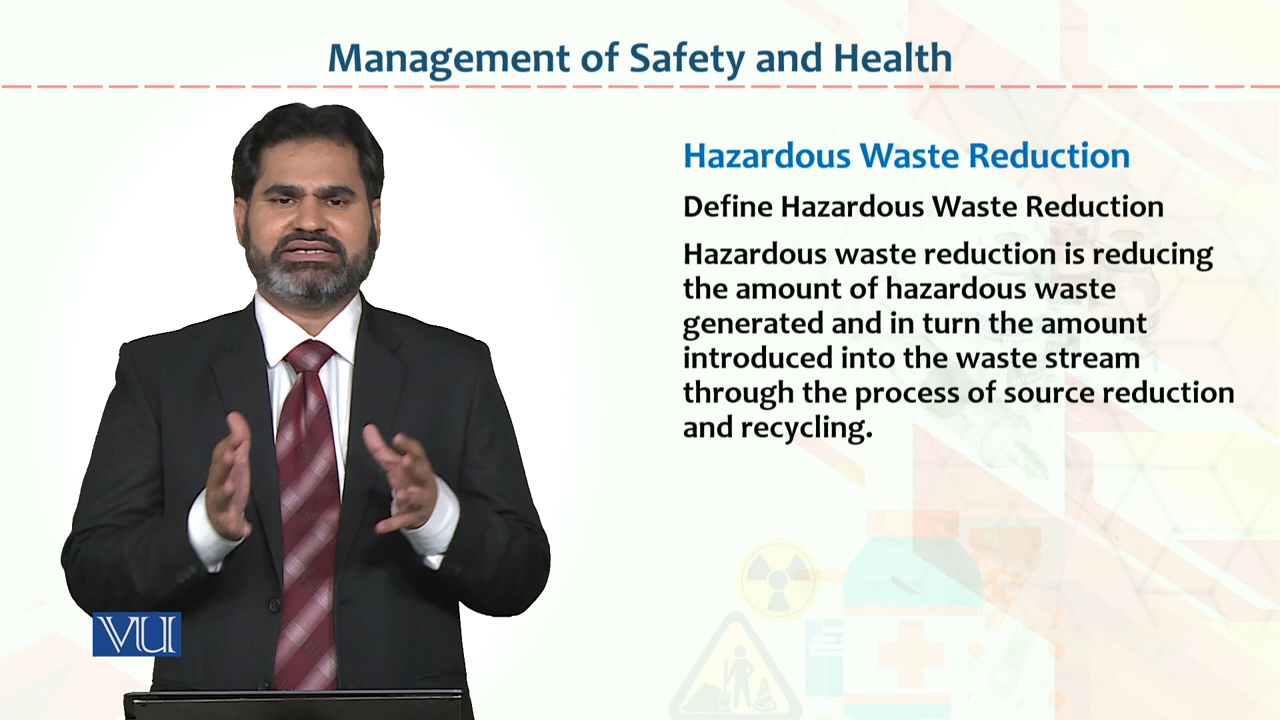 Management of Safety and Health
Hazardous Waste Reduction
Define Hazardous Waste Reduction
Hazardous waste reduction is reducing
the amount of hazardous waste
generated and in turn the amount
introduced into the waste stream
through the process of source reduction
and recycling.
VU